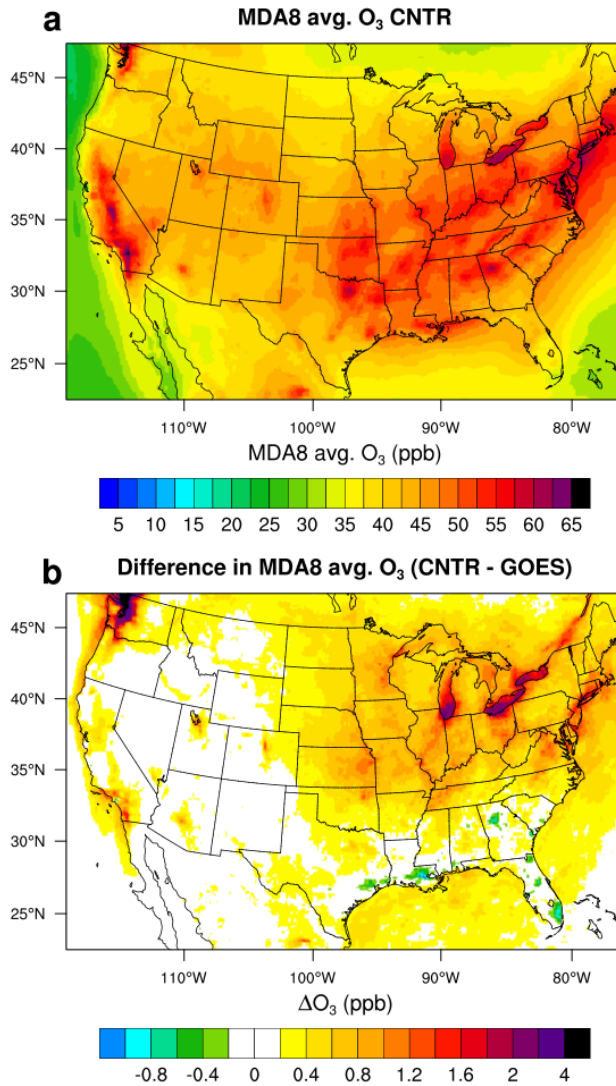 a
MDA8 avg. O₃ CNTR
45°N
40°N
35°N
30°N
25°N
110°W 100°W 90°W 80°W
MDA8 avg. O₃ (ppb)
5 10 15 20 25 30 35 40 45 50 55 60 65
b
Difference in MDA8 avg. O₃ (CNTR - GOES)
45°N
40°N
35°N
30°N
25°N
110°W 100°W 90°W 80°W
ΔO₃ (ppb)
-0.8 -0.4 0 0.4 0.8 1.2 1.6 2 4